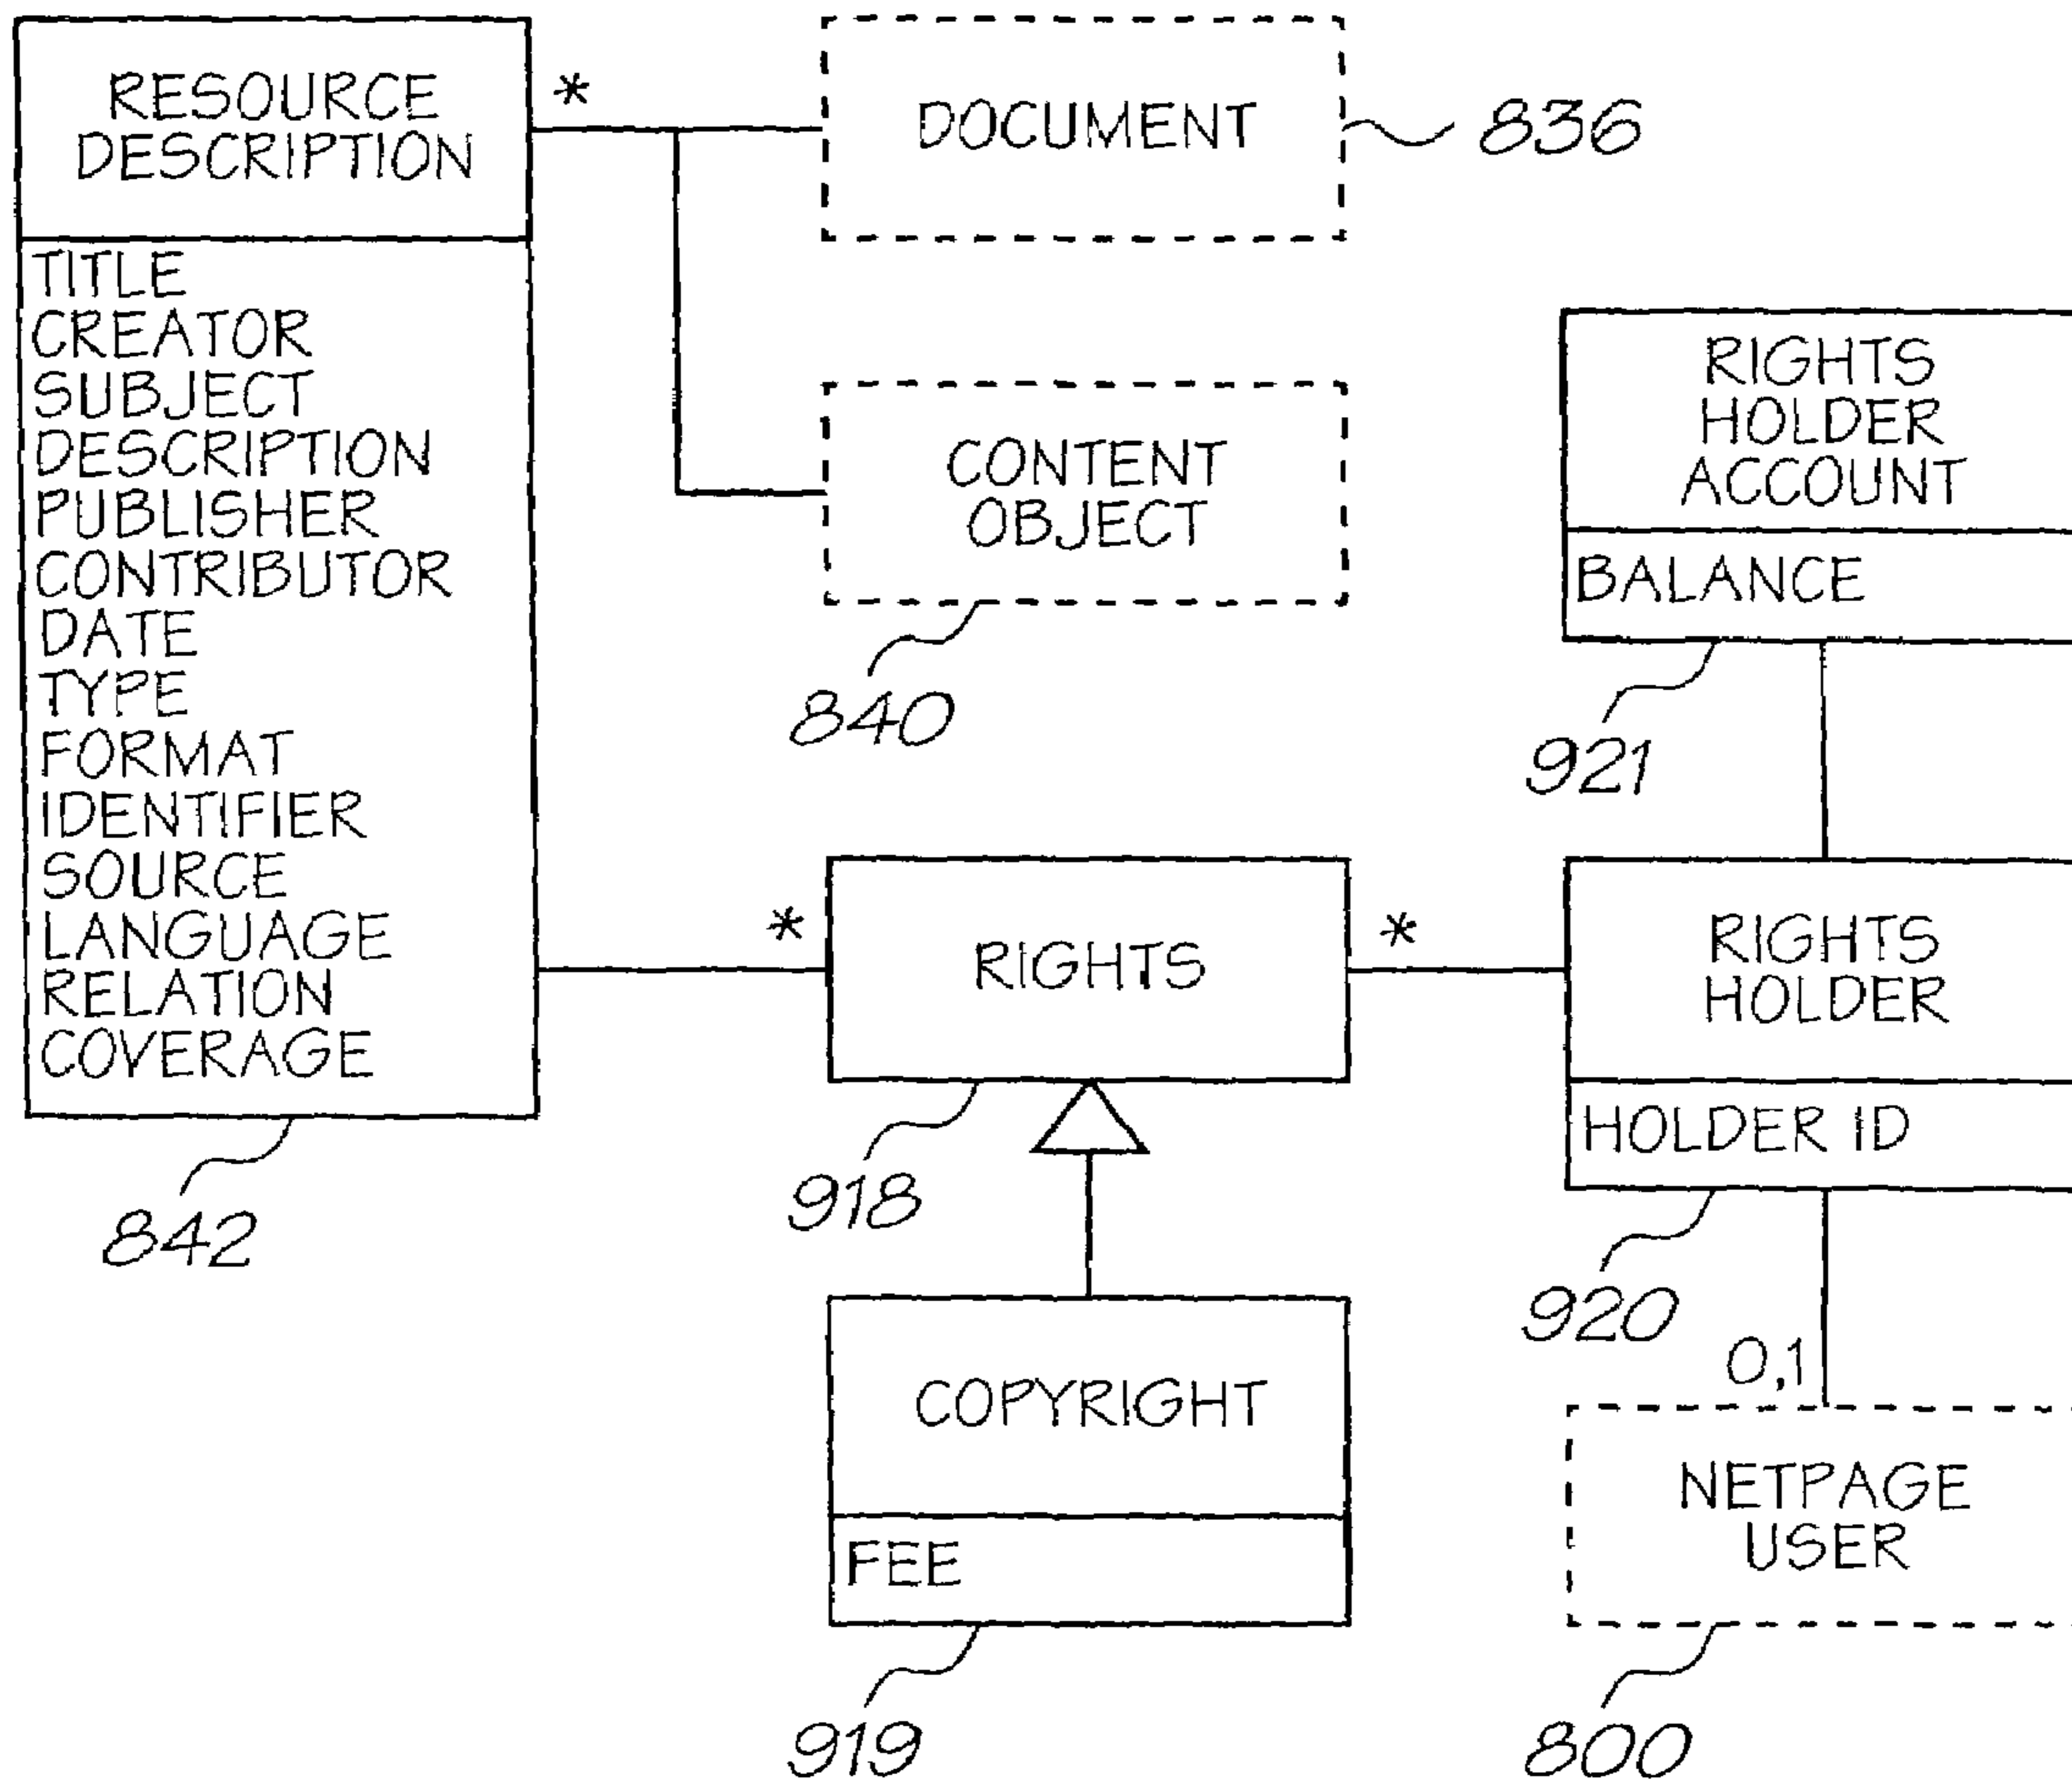 RESOURCE
DESCRIPTION
*
DOCUMENT
836
TITLE
CREATOR
SUBJECT
DESCRIPTION
PUBLISHER
CONTRIBUTOR
DATE
TYPE
FORMAT
IDENTIFIER
SOURCE
LANGUAGE
RELATION
COVERAGE
842
CONTENT
OBJECT
840
RIGHTS
HOLDER
ACCOUNT
BALANCE
921
*
RIGHTS
*
918
RIGHTS
HOLDER
HOLDER ID
920
0,1
COPYRIGHT
FEE
919
NETPAGE
USER
800